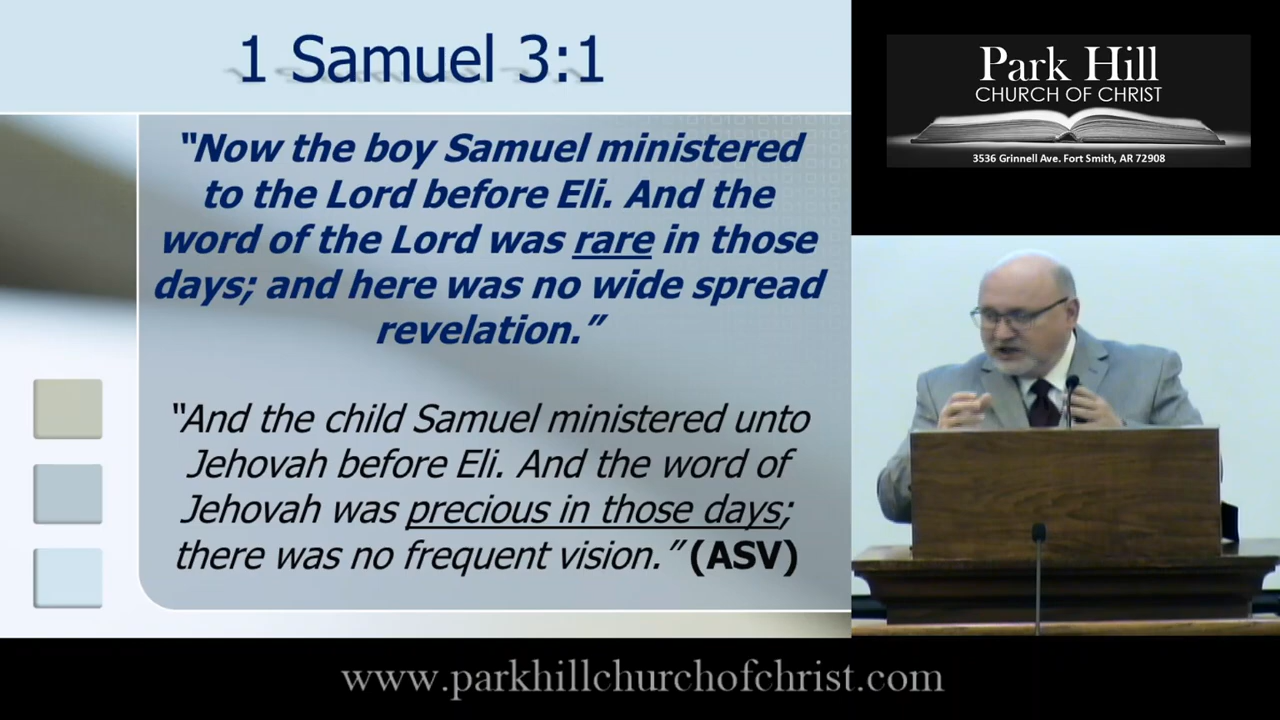 1 Samuel 3:1
“Now the boy Samuel ministered
to the Lord before Eli. And the
word of the Lord was rare in those
days; and here was no wide spread
revelation.”
“And the child Samuel ministered unto
Jehovah before Eli. And the word of
Jehovah was precious in those days;
there was no frequent vision.” (ASV)
Park Hill
CHURCH OF CHRIST
3536 Grinnell Ave. Fort Smith, AR 72908
www.parkhillchurchofchrist.com